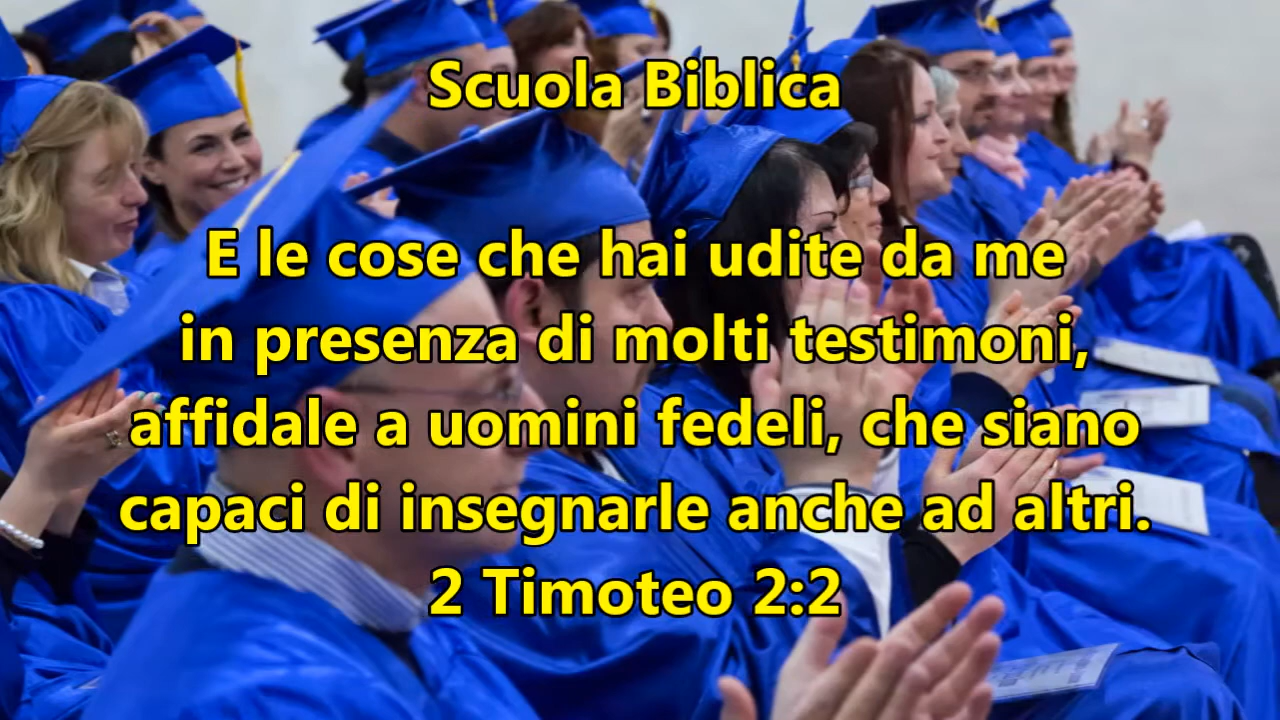 Scuola Biblica
E le cose che hai udite da me
in presenza di molti testimoni,
affidale a uomini fedeli, che siano
capaci di insegnarle anche ad altri.
2 Timoteo 2:2